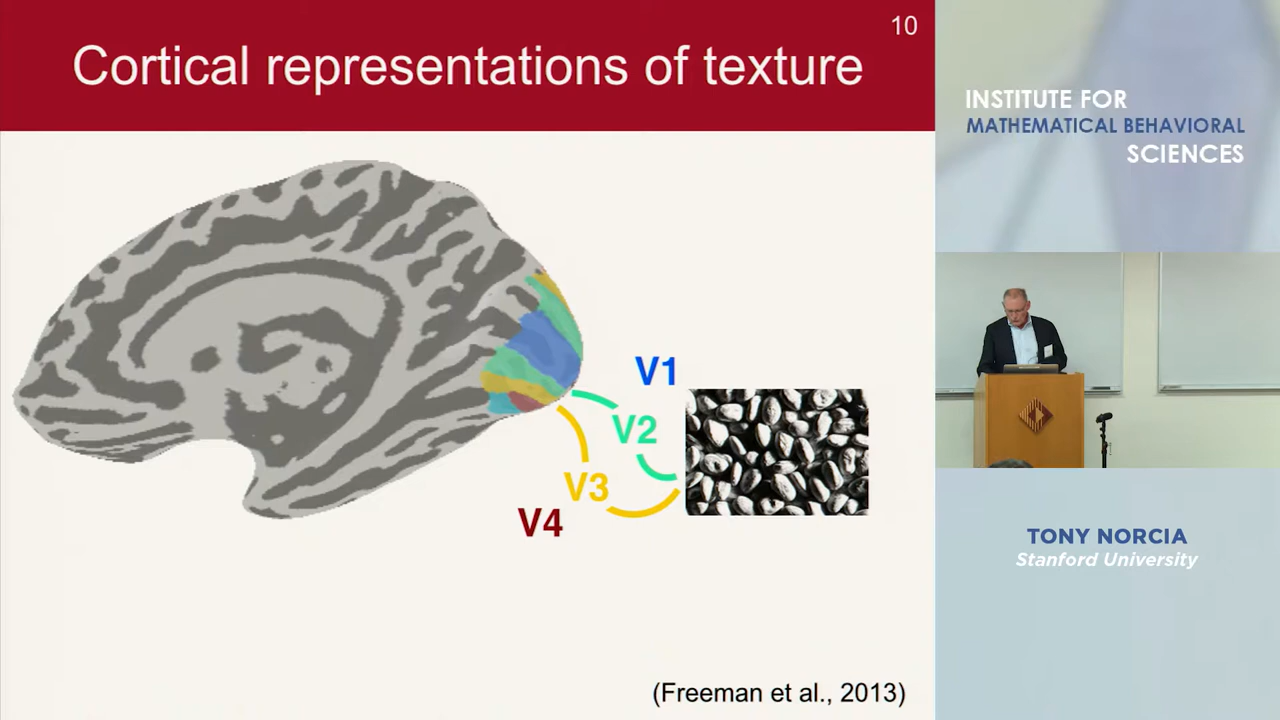 10
Cortical representations of texture
V1
V2
V3
V4
(Freeman et al., 2013)
INSTITUTE FOR
MATHEMATICAL BEHAVIORAL
SCIENCES
TONY NORCIA
Stanford University